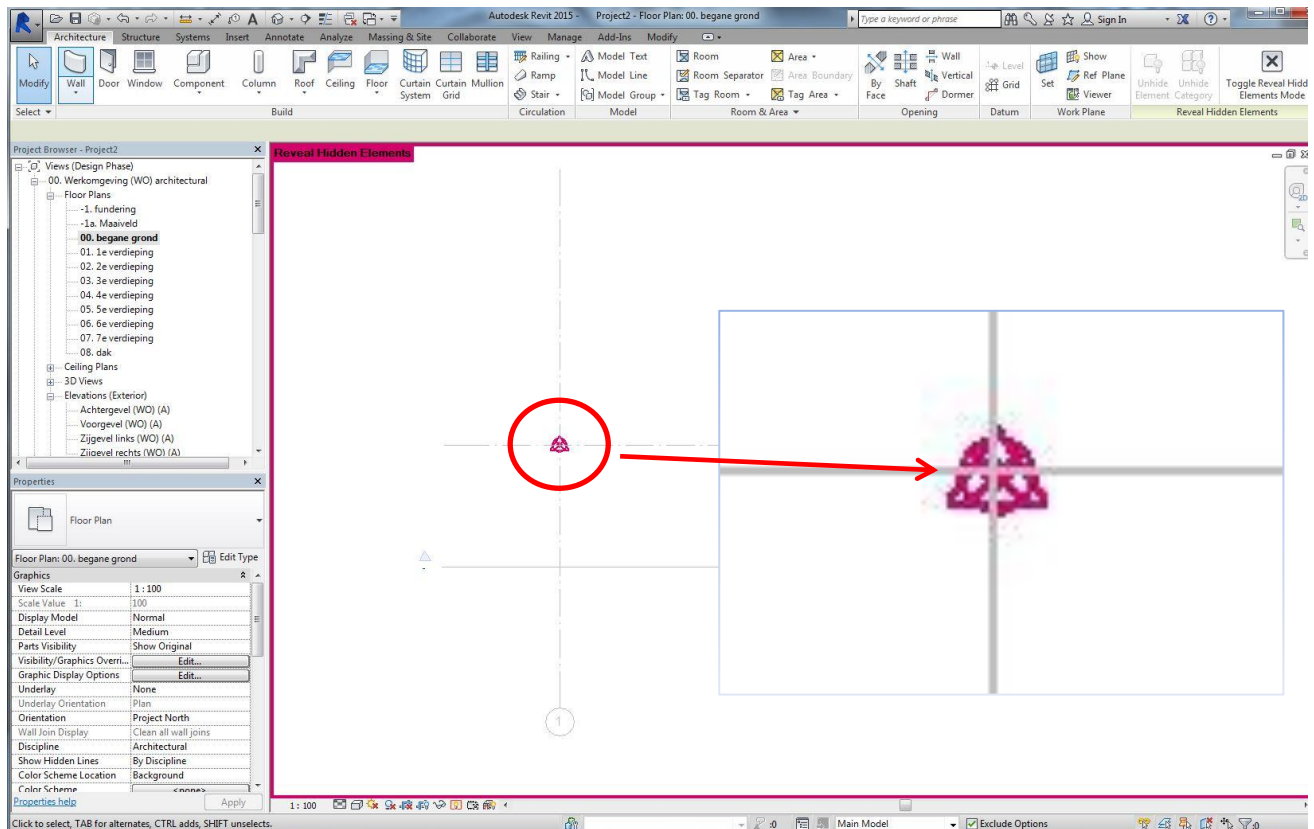 Autodesk Revit 2015 - Project2 - Floor Plan: 00. begane grond
Type a keyword or phrase
Sign In
Architecture Structure Systems Insert Annotate Analyze Massing & Site Collaborate View Manage Add-Ins Modify
Modify Wall Door Window Component Column Roof Ceiling Floor Curtain System Curtain Grid Mullion
Railing Model Text Room Area By Face Shaft Wall Level Set Show Unhide Element Unhide Category Toggle Reveal Hidd
Ramp Model Line Room Separator Area Boundary Vertical Grid Ref Plane Elements Mode
Stair Model Group Tag Room Tag Area Dormer Viewer
Select Build Circulation Model Room & Area Opening Datum Work Plane Reveal Hidden Elements
Project Browser - Project2
Views (Design Phase)
00. Werkomgeving (WO) architectural
Floor Plans
-1. fundering
-1a. Maaiveld
00. begane grond
01. 1e verdieping
02. 2e verdieping
03. 3e verdieping
04. 4e verdieping
05. 5e verdieping
06. 6e verdieping
07. 7e verdieping
08. dak
Ceiling Plans
3D Views
Elevations (Exterior)
Achtergevel (WO) (A)
Voorgevel (WO) (A)
Zijgevel links (WO) (A)
Zijgevel rechts (WO) (A)
Reveal Hidden Elements
2D
1
Properties
Floor Plan
Floor Plan: 00. begane grond Edit Type
Graphics
View Scale 1 : 100
Scale Value 1: 100
Display Model Normal
Detail Level Medium
Parts Visibility Show Original
Visibility/Graphics Overri... Edit...
Graphic Display Options Edit...
Underlay None
Underlay Orientation Plan
Orientation Project North
Wall Join Display Clean all wall joins
Discipline Architectural
Show Hidden Lines By Discipline
Color Scheme Location Background
Color Scheme <none>
Properties help Apply
1 : 100
Click to select, TAB for alternates, CTRL adds, SHIFT unselects.
:0 Main Model Exclude Options :0